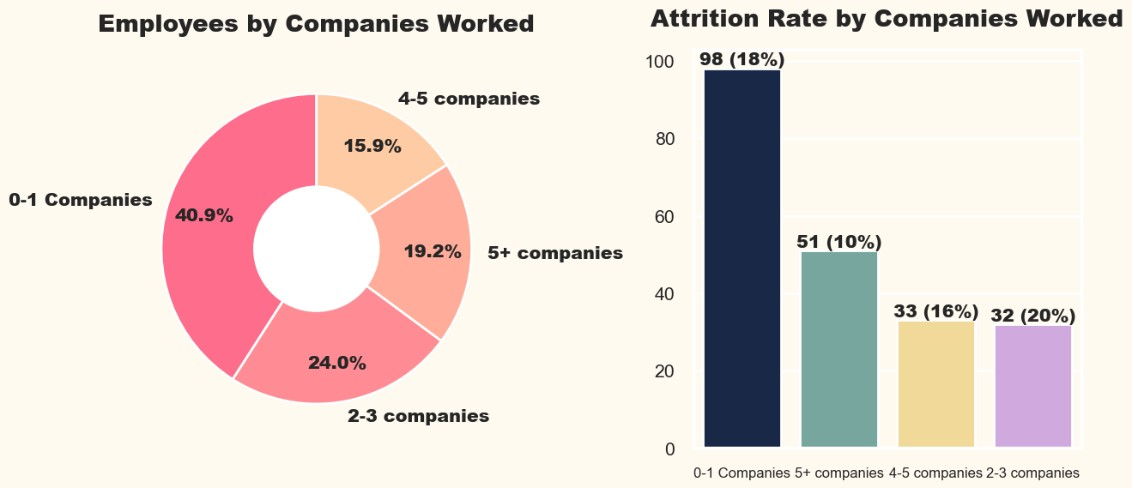 Employees by Companies Worked
4-5 companies
15.9%
0-1 Companies
40.9%
19.2%
5+ companies
24.0%
2-3 companies
Attrition Rate by Companies Worked
100
80
60
40
20
0
98 (18%)
51 (10%)
33 (16%)
32 (20%)
0-1 Companies
5+ companies
4-5 companies
2-3 companies